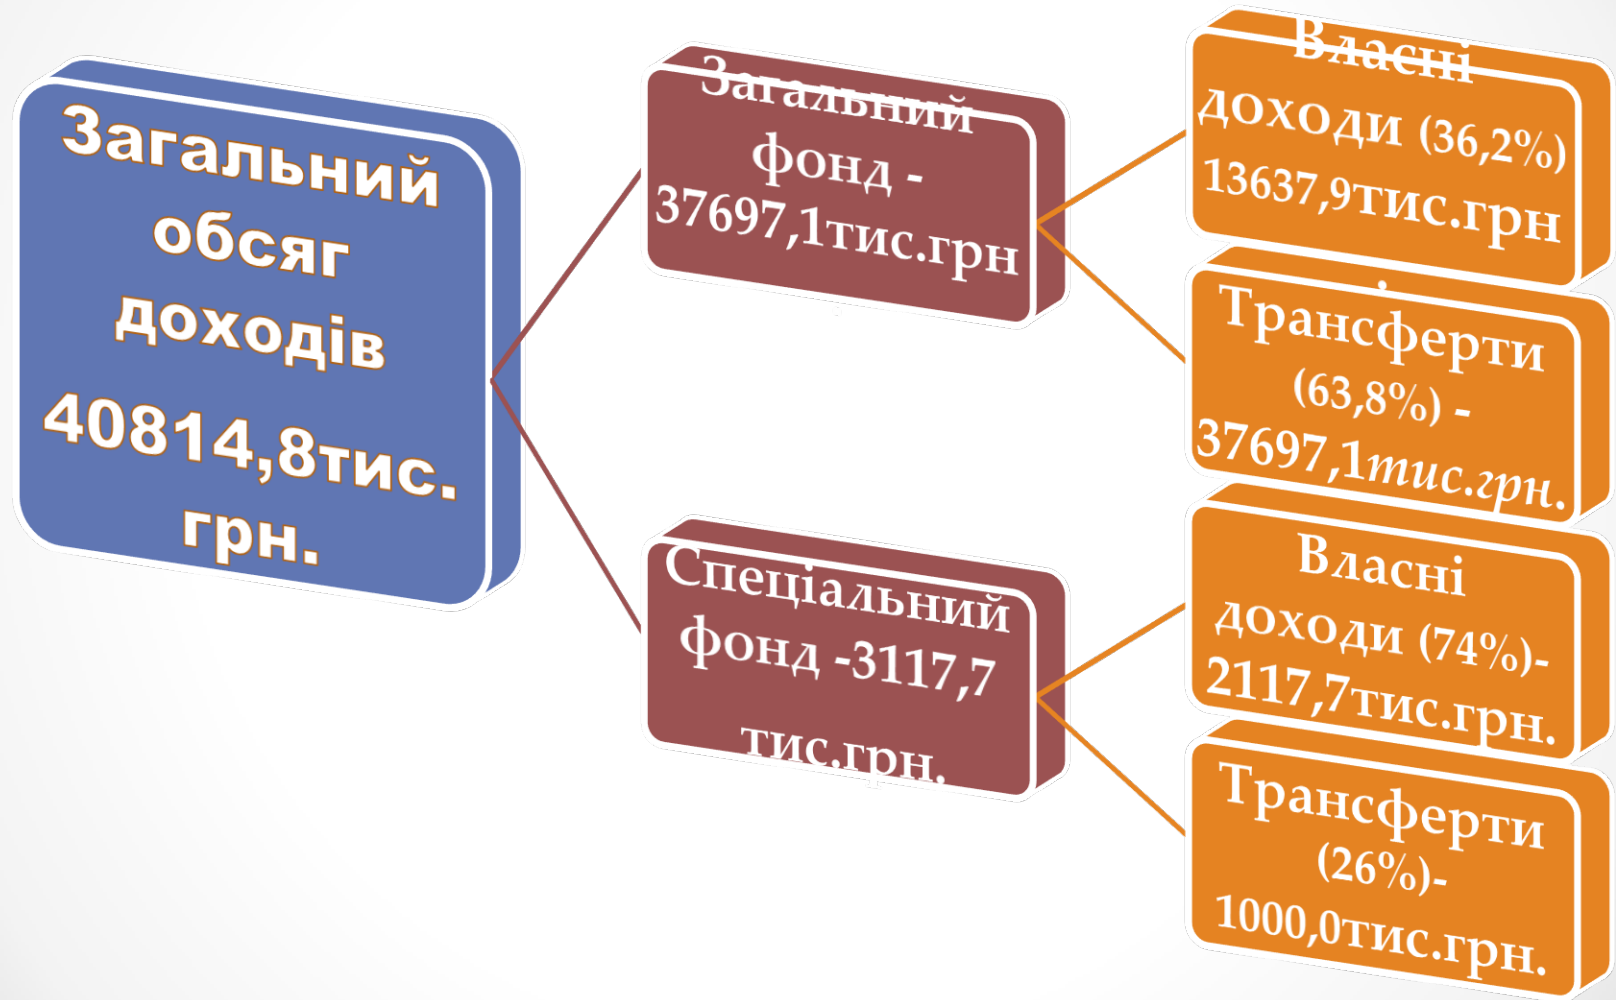 Загальний
обсяг
доходів
40814,8тис.
грн.
Загальний
фонд -
37697,1тис.грн
Спеціальний
фонд -3117,7
тис.грн.
Власні
доходи (36,2%)
13637,9тис.грн
Трансферти
(63,8%) -
37697,1тис.грн.
Власні
доходи (74%)-
2117,7тис.грн.
Трансферти
(26%)-
1000,0тис.грн.